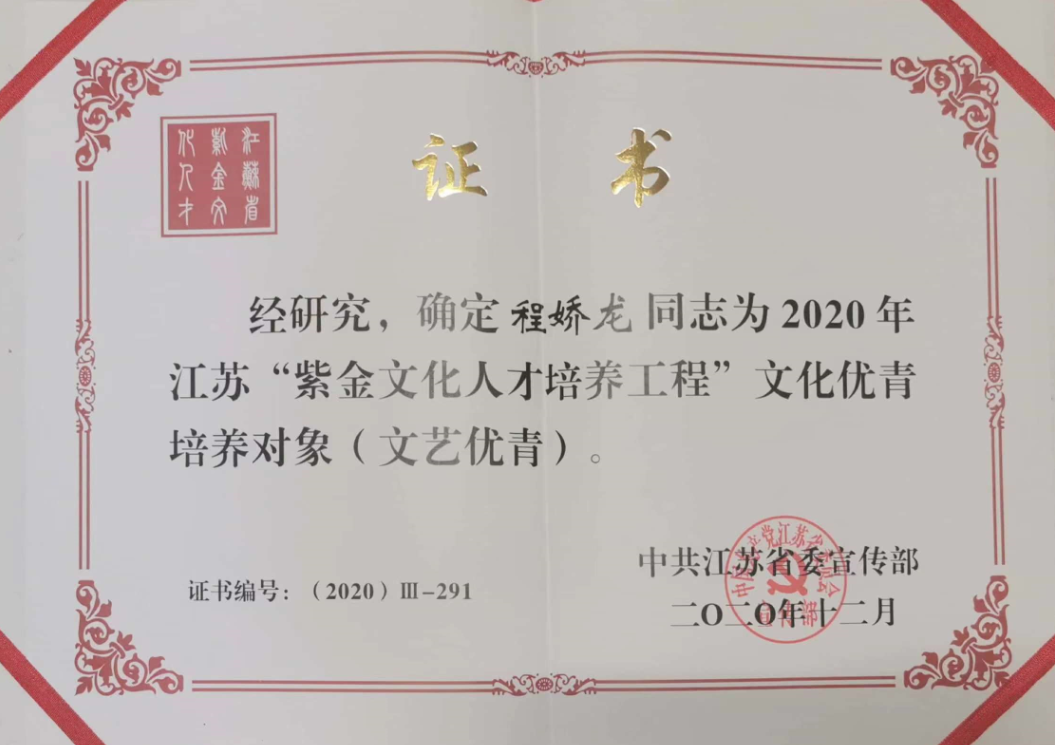 江苏省
紫金文
化人才
证书
经研究，确定程娇龙同志为2020年
江苏“紫金文化人才培养工程”文化优青
培养对象（文艺优青）。
中共江苏省委宣传部
证书编号：（2020）Ⅲ-291
二〇二〇年十二月